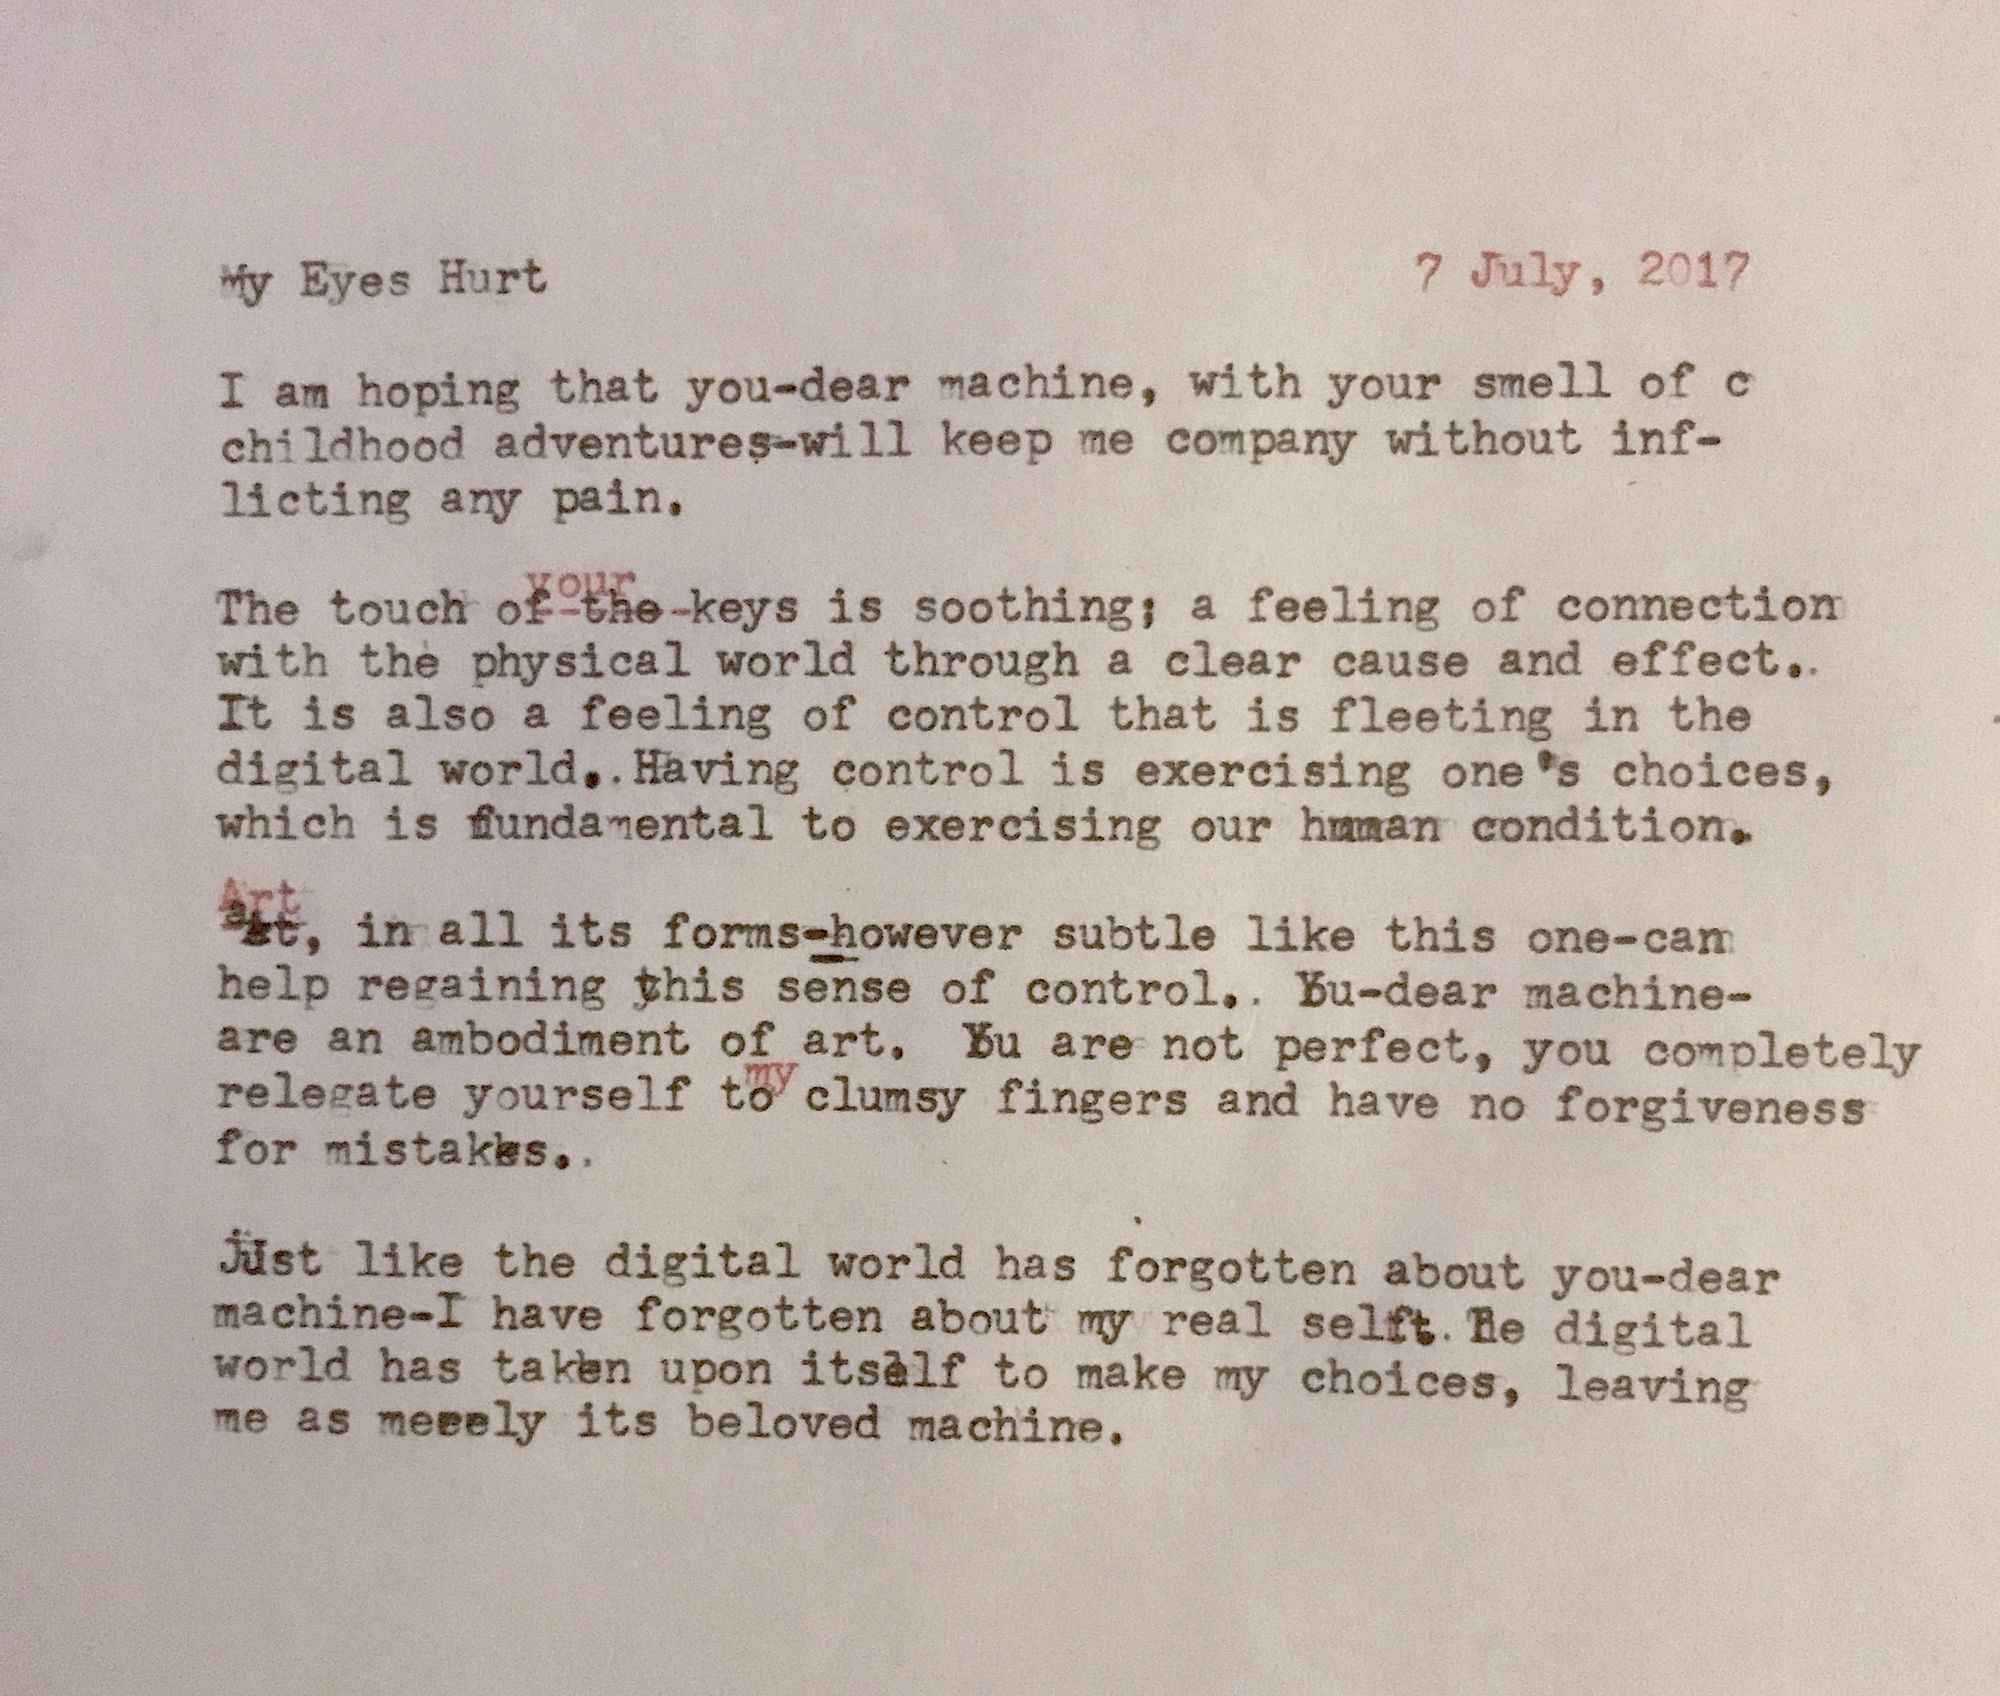 My Eyes Hurt 7 July, 2017
I am hoping that you-dear machine, with your smell of c
childhood adventures-will keep me company without inf-
licting any pain.
your
The touch of the keys is soothing; a feeling of connection
with the physical world through a clear cause and effect..
It is also a feeling of control that is fleeting in the
digital world..Having control is exercising one's choices,
which is fundamental to exercising our human condition.
Art
art, in all its forms-however subtle like this one-can
help regaining this sense of control.. You-dear machine-
are an ambodiment of art. You are not perfect, you completely
my
relegate yourself to clumsy fingers and have no forgiveness
for mistakes..
just like the digital world has forgotten about you-dear
machine-I have forgotten about my real self. The digital
world has taken upon itself to make my choices, leaving
me as merely its beloved machine.